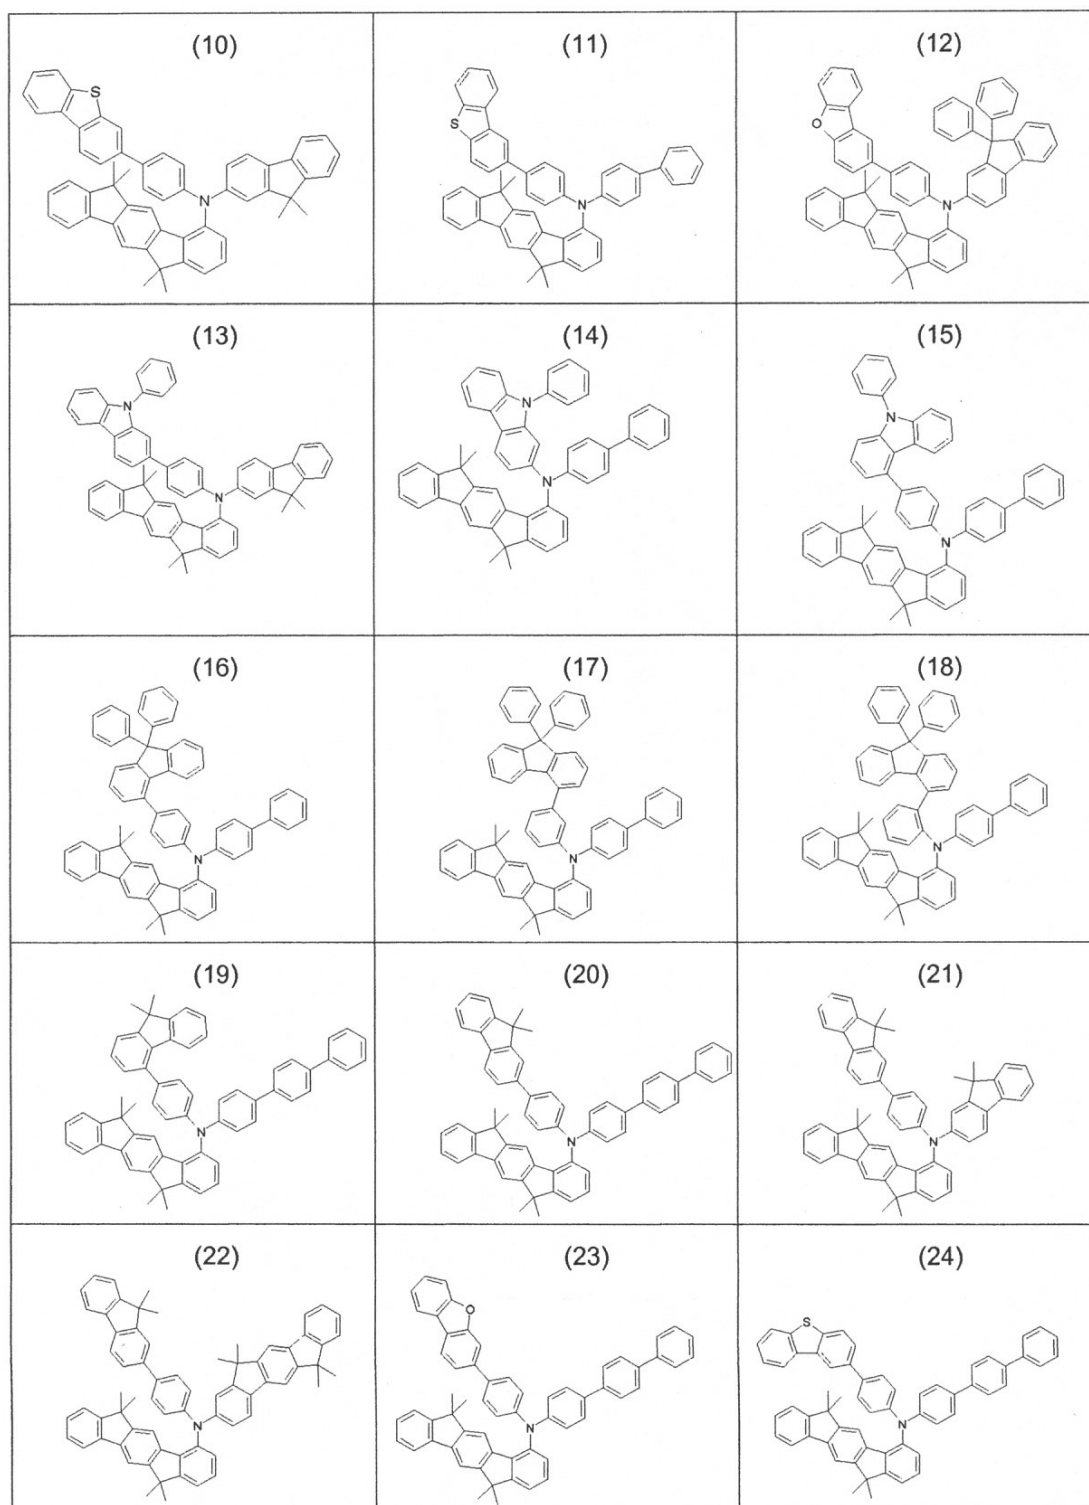 (10) (11) (12)
S S O
N N N
(13) (14) (15)
N N N
N N N
(16) (17) (18)
N N N
(19) (20) (21)
N N N
(22) (23) (24)
O S
N N N